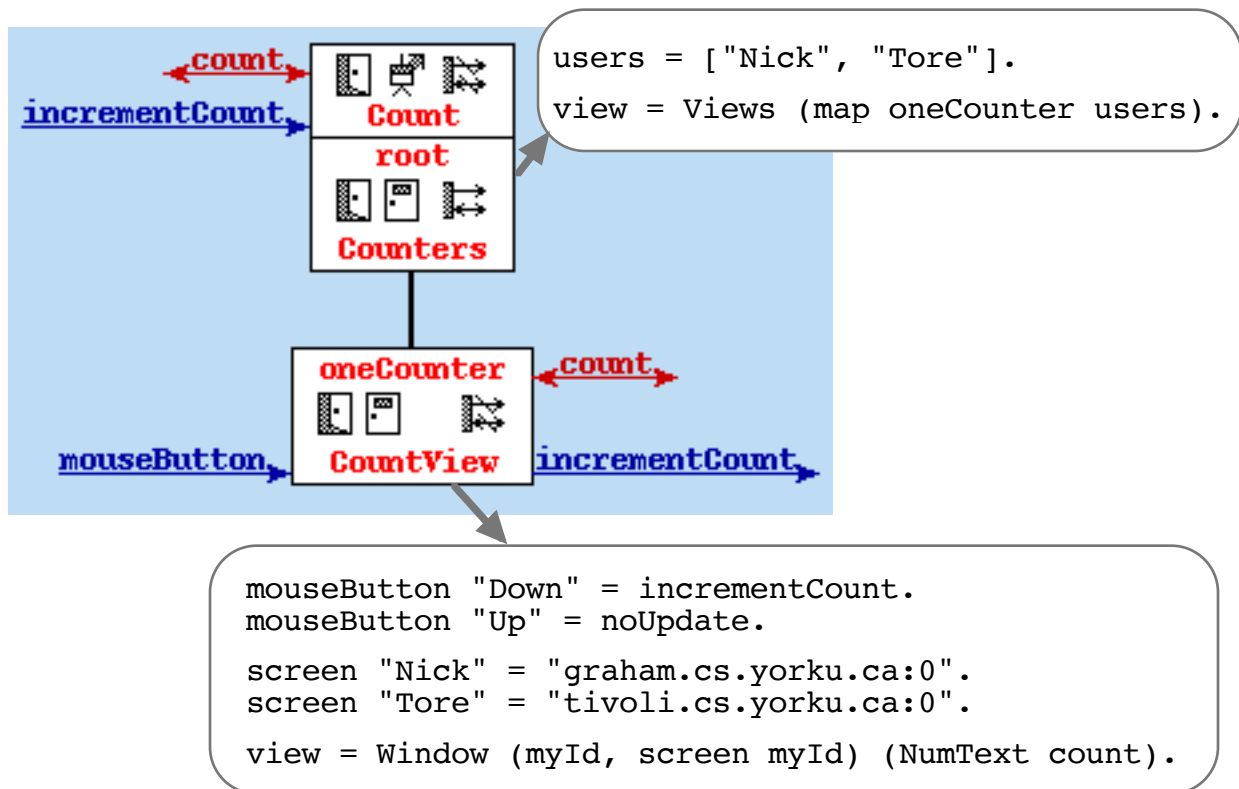 users = ["Nick", "Tore"].
view = Views (map oneCounter users).
count
incrementCount
Count
root
Counters
oneCounter
count
mouseButton
CountView
incrementCount
mouseButton "Down" = incrementCount.
mouseButton "Up" = noUpdate.
screen "Nick" = "graham.cs.yorku.ca:0".
screen "Tore" = "tivoli.cs.yorku.ca:0".
view = Window (myId, screen myId) (NumText count).